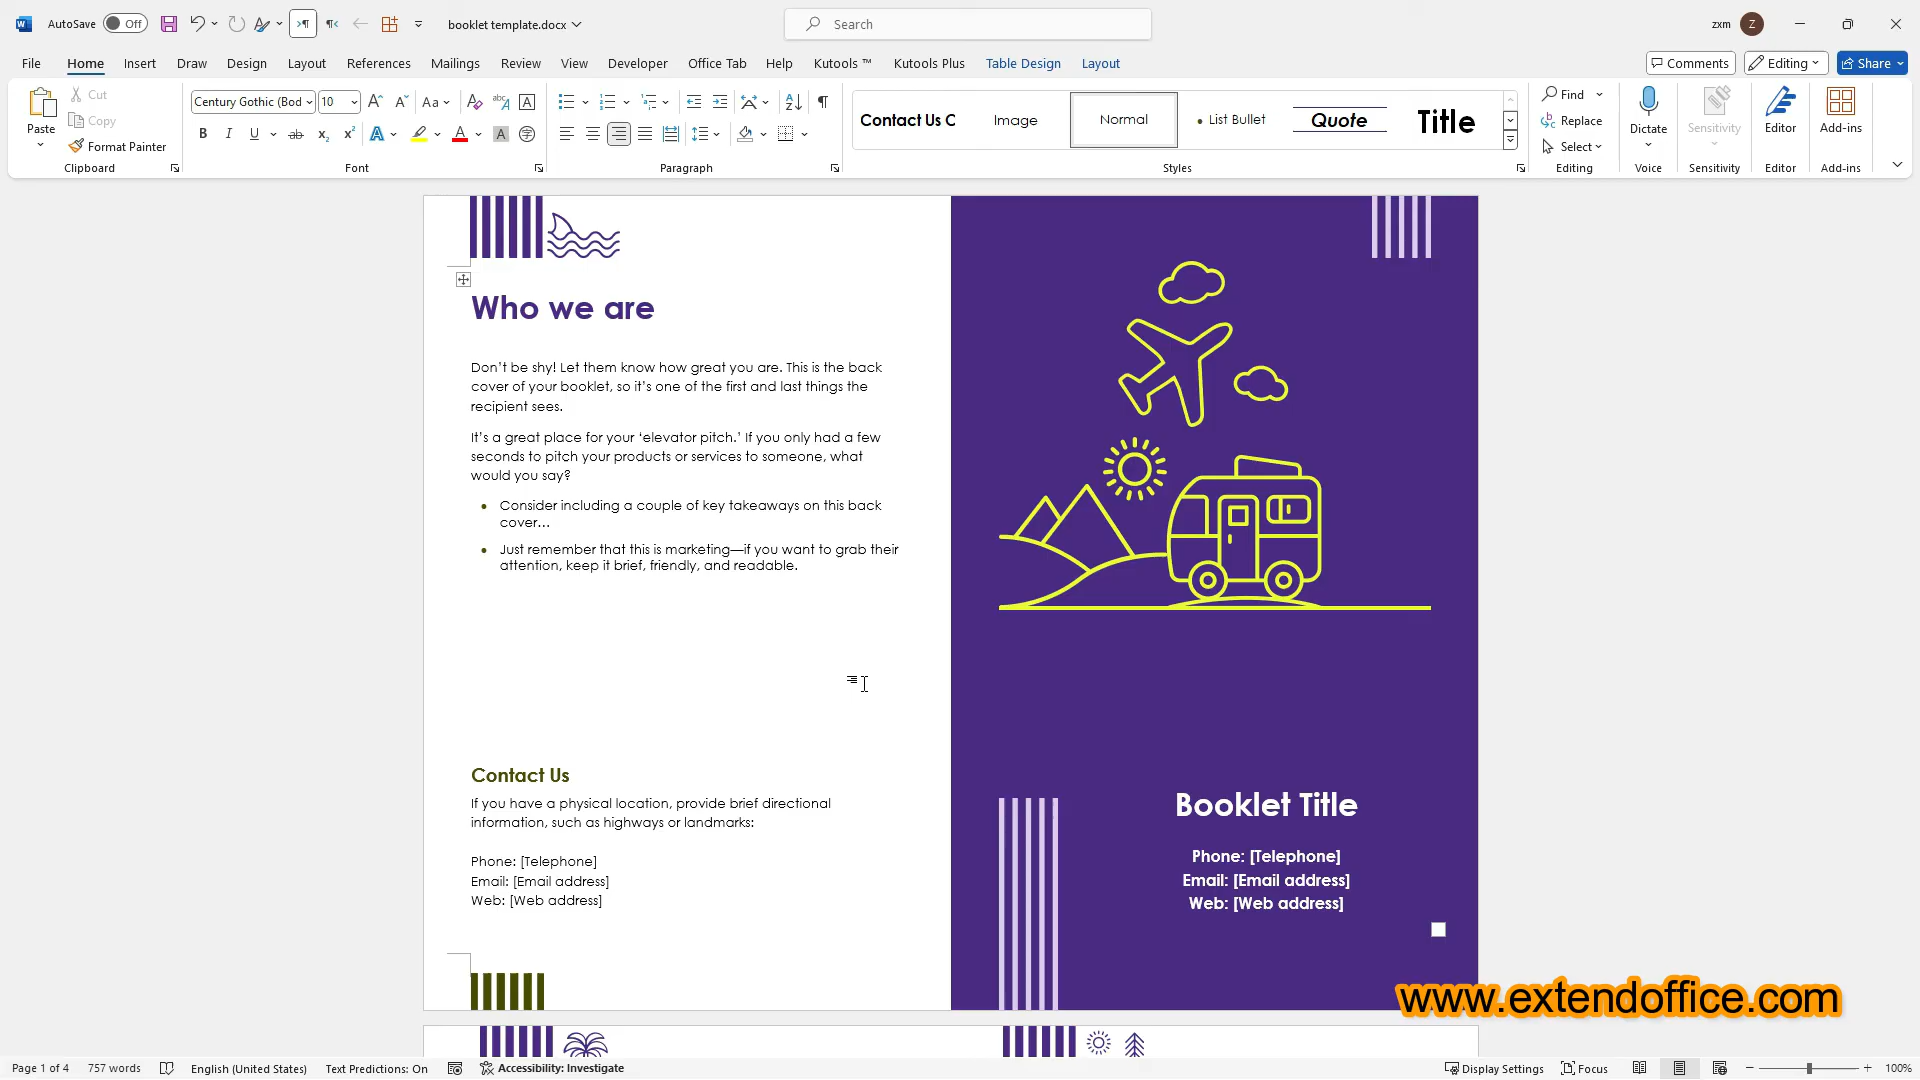 AutoSave
Off
booklet template.docx
Search
zxm
Z
File
Home
Insert
Draw
Design
Layout
References
Mailings
Review
View
Developer
Office Tab
Help
Kutools ™
Kutools Plus
Table Design
Layout
Comments
Editing
Share
Paste
Cut
Copy
Format Painter
Clipboard
Century Gothic (Bod
10
Font
Paragraph
Contact Us C
Image
Normal
List Bullet
Quote
Title
Styles
Find
Replace
Select
Editing
Dictate
Voice
Sensitivity
Sensitivity
Editor
Editor
Add-ins
Add-ins
Who we are
Don’t be shy! Let them know how great you are. This is the back
cover of your booklet, so it’s one of the first and last things the
recipient sees.
It’s a great place for your ‘elevator pitch.’ If you only had a few
seconds to pitch your products or services to someone, what
would you say?
• Consider including a couple of key takeaways on this back
cover…
• Just remember that this is marketing—if you want to grab their
attention, keep it brief, friendly, and readable.
Contact Us
If you have a physical location, provide brief directional
information, such as highways or landmarks:
Phone: [Telephone]
Email: [Email address]
Web: [Web address]
Booklet Title
Phone: [Telephone]
Email: [Email address]
Web: [Web address]
www.extendoffice.com
Page 1 of 4
757 words
English (United States)
Text Predictions: On
Accessibility: Investigate
Display Settings
Focus
100%